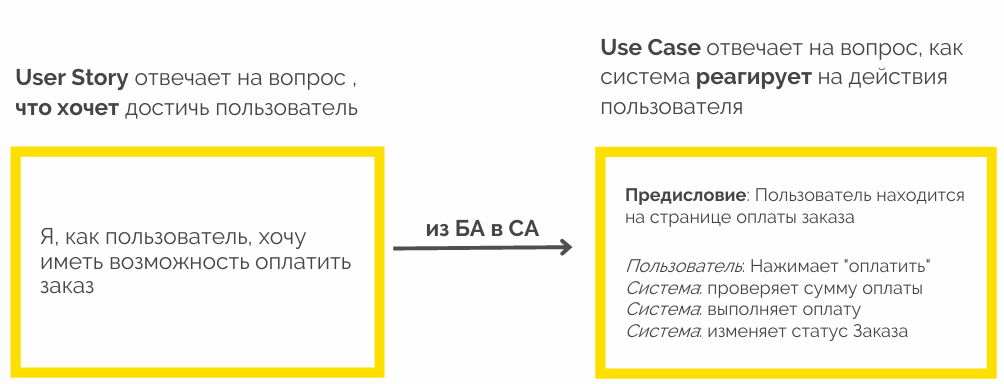 User Story отвечает на вопрос ,
что хочет достичь пользователь
Я, как пользователь, хочу
иметь возможность оплатить
заказ
из БА в СА
Use Case отвечает на вопрос, как
система реагирует на действия
пользователя
Предисловие: Пользователь находится
на странице оплаты заказа
Пользователь: Нажимает "оплатить"
Система: проверяет сумму оплаты
Система: выполняет оплату
Система: изменяет статус Заказа